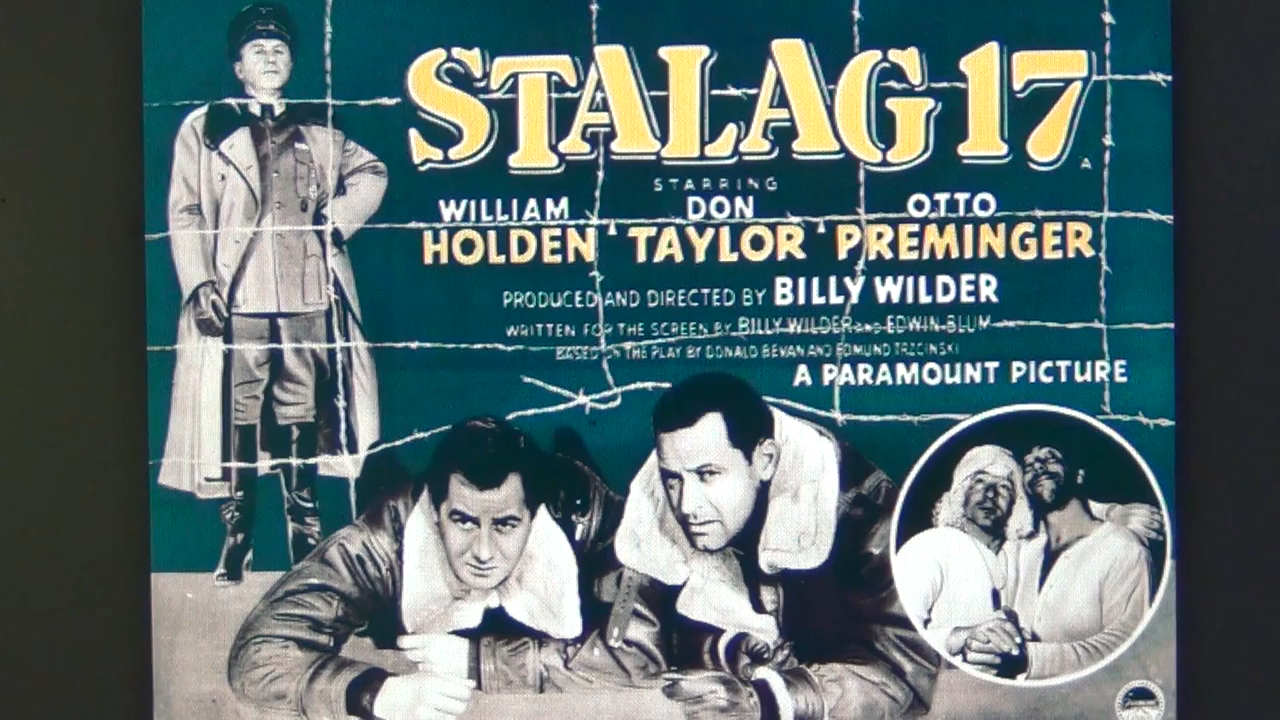 STALAG 17
A
STARRING
WILLIAM DON OTTO
HOLDEN · TAYLOR · PREMINGER
PRODUCED AND DIRECTED BY BILLY WILDER
WRITTEN FOR THE SCREEN BY BILLY WILDER AND EDWIN BLUM
BASED ON THE PLAY BY DONALD BEVAN AND EDMUND TRZCINSKI
A PARAMOUNT PICTURE